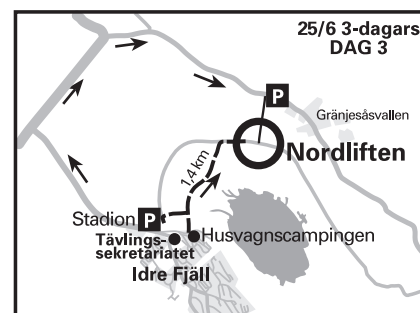 25/6 3-dagars
DAG 3
P
Gränjesåsvallen
Nordliften
1,4 km
Stadion P
Husvagnscampingen
Tävlings-
sekretariatet
Idre Fjäll